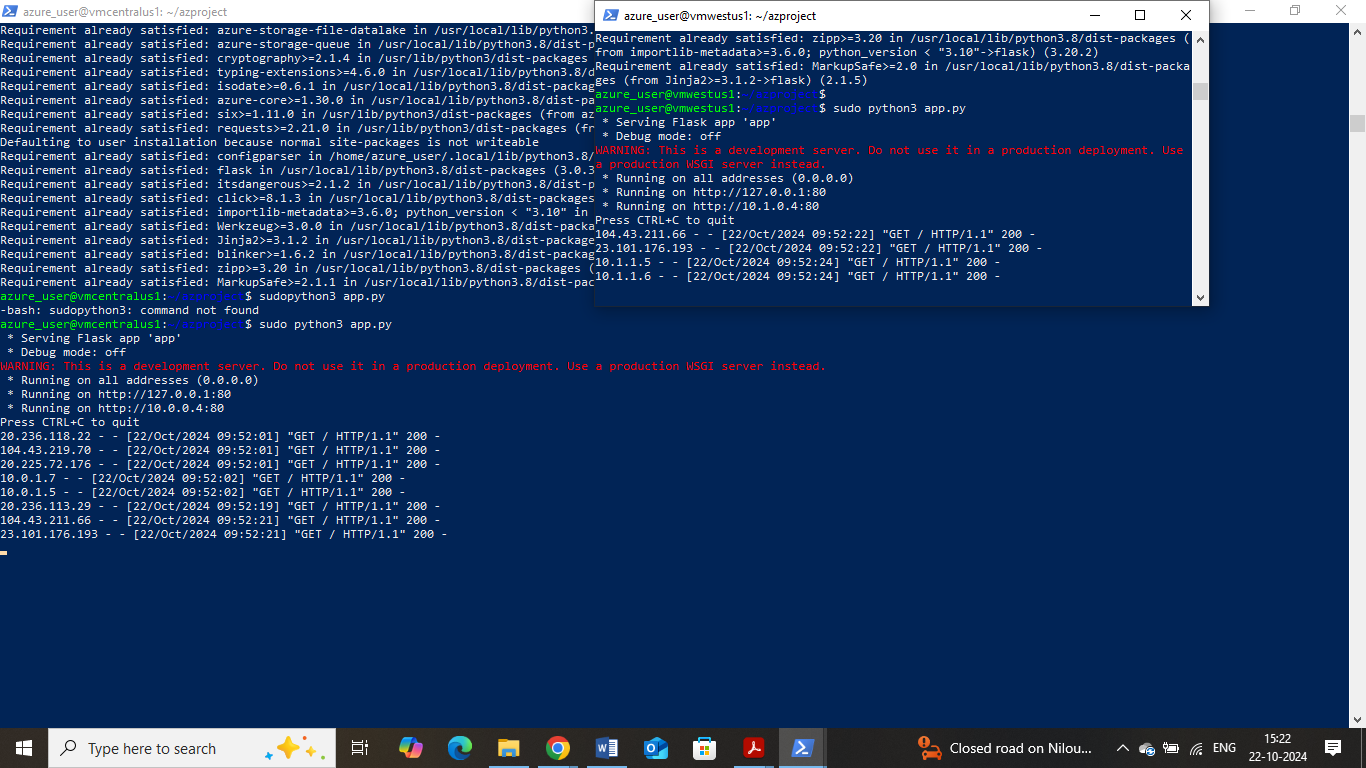 azure_user@vmcentralus1: ~/azproject
Requirement already satisfied: azure-storage-file-datalake in /usr/local/lib/python3.
Requirement already satisfied: azure-storage-queue in /usr/local/lib/python3.8/dist-p
Requirement already satisfied: cryptography>=2.1.4 in /usr/lib/python3/dist-packages
Requirement already satisfied: typing-extensions>=4.6.0 in /usr/local/lib/python3.8/d
Requirement already satisfied: isodate>=0.6.1 in /usr/local/lib/python3.8/dist-packag
Requirement already satisfied: azure-core>=1.30.0 in /usr/local/lib/python3.8/dist-pa
Requirement already satisfied: six>=1.11.0 in /usr/lib/python3/dist-packages (from az
Requirement already satisfied: requests>=2.21.0 in /usr/lib/python3/dist-packages (fr
Defaulting to user installation because normal site-packages is not writeable
Requirement already satisfied: configparser in /home/azure_user/.local/lib/python3.8/
Requirement already satisfied: flask in /usr/local/lib/python3.8/dist-packages (3.0.3
Requirement already satisfied: itsdangerous>=2.1.2 in /usr/local/lib/python3.8/dist-p
Requirement already satisfied: click>=8.1.3 in /usr/local/lib/python3.8/dist-packages
Requirement already satisfied: importlib-metadata>=3.6.0; python_version < "3.10" in
Requirement already satisfied: Werkzeug>=3.0.0 in /usr/local/lib/python3.8/dist-packa
Requirement already satisfied: Jinja2>=3.1.2 in /usr/local/lib/python3.8/dist-package
Requirement already satisfied: blinker>=1.6.2 in /usr/local/lib/python3.8/dist-packag
Requirement already satisfied: zipp>=3.20 in /usr/local/lib/python3.8/dist-packages (
Requirement already satisfied: MarkupSafe>=2.1.1 in /usr/local/lib/python3.8/dist-pac
azure_user@vmcentralus1:~/azproject$ sudopython3 app.py
-bash: sudopython3: command not found
azure_user@vmcentralus1:~/azproject$ sudo python3 app.py
* Serving Flask app 'app'
* Debug mode: off
WARNING: This is a development server. Do not use it in a production deployment. Use a production WSGI server instead.
* Running on all addresses (0.0.0.0)
* Running on http://127.0.0.1:80
* Running on http://10.0.0.4:80
Press CTRL+C to quit
20.236.118.22 - - [22/Oct/2024 09:52:01] "GET / HTTP/1.1" 200 -
104.43.219.70 - - [22/Oct/2024 09:52:01] "GET / HTTP/1.1" 200 -
20.225.72.176 - - [22/Oct/2024 09:52:01] "GET / HTTP/1.1" 200 -
10.0.1.7 - - [22/Oct/2024 09:52:02] "GET / HTTP/1.1" 200 -
10.0.1.5 - - [22/Oct/2024 09:52:02] "GET / HTTP/1.1" 200 -
20.236.113.29 - - [22/Oct/2024 09:52:19] "GET / HTTP/1.1" 200 -
104.43.211.66 - - [22/Oct/2024 09:52:21] "GET / HTTP/1.1" 200 -
23.101.176.193 - - [22/Oct/2024 09:52:21] "GET / HTTP/1.1" 200 -
azure_user@vmwestus1: ~/azproject
Requirement already satisfied: zipp>=3.20 in /usr/local/lib/python3.8/dist-packages (
from importlib-metadata>=3.6.0; python_version < "3.10"->flask) (3.20.2)
Requirement already satisfied: MarkupSafe>=2.0 in /usr/local/lib/python3.8/dist-packa
ges (from Jinja2>=3.1.2->flask) (2.1.5)
azure_user@vmwestus1:~/azproject$
azure_user@vmwestus1:~/azproject$ sudo python3 app.py
* Serving Flask app 'app'
* Debug mode: off
WARNING: This is a development server. Do not use it in a production deployment. Use
a production WSGI server instead.
* Running on all addresses (0.0.0.0)
* Running on http://127.0.0.1:80
* Running on http://10.1.0.4:80
Press CTRL+C to quit
104.43.211.66 - - [22/Oct/2024 09:52:22] "GET / HTTP/1.1" 200 -
23.101.176.193 - - [22/Oct/2024 09:52:22] "GET / HTTP/1.1" 200 -
10.1.1.5 - - [22/Oct/2024 09:52:24] "GET / HTTP/1.1" 200 -
10.1.1.6 - - [22/Oct/2024 09:52:24] "GET / HTTP/1.1" 200 -
Type here to search
Closed road on Nilou...
ENG
15:22
22-10-2024